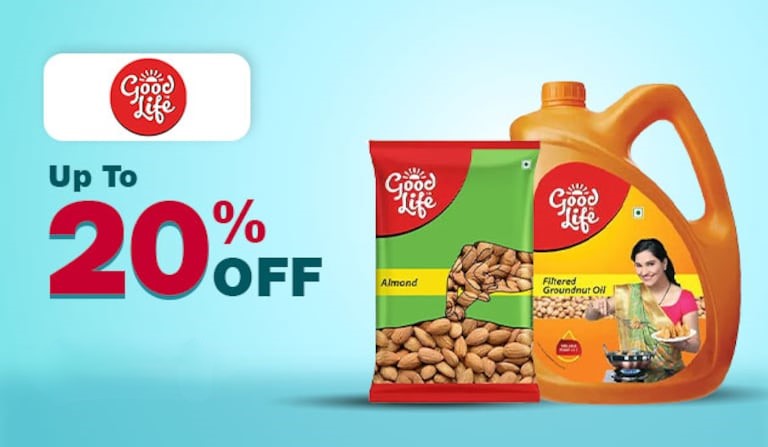 Good
Life
Up To
20%
OFF
Good
Life
Almond
Good
Life
Filtered
Groundnut Oil